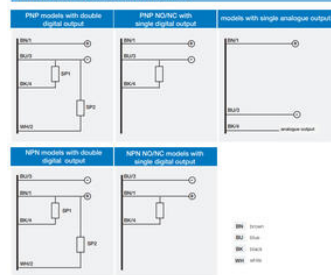 PNP models with double
digital output
PNP NO/NC with
single digital output
models with single analogue output
BN/1
+
BU/3
-
BK/4
SP1
WH/2
SP2
BN/1
+
BU/3
-
BK/4
BN/1
+
BU/3
-
BK/4
analogue output
NPN models with double
digital output
NPN NO/NC models with
single digital output
BU/3
-
BN/1
+
BK/4
SP1
WH/2
SP2
BU/3
-
BN/1
+
BK/4
BN brown
BU blue
BK black
WH white